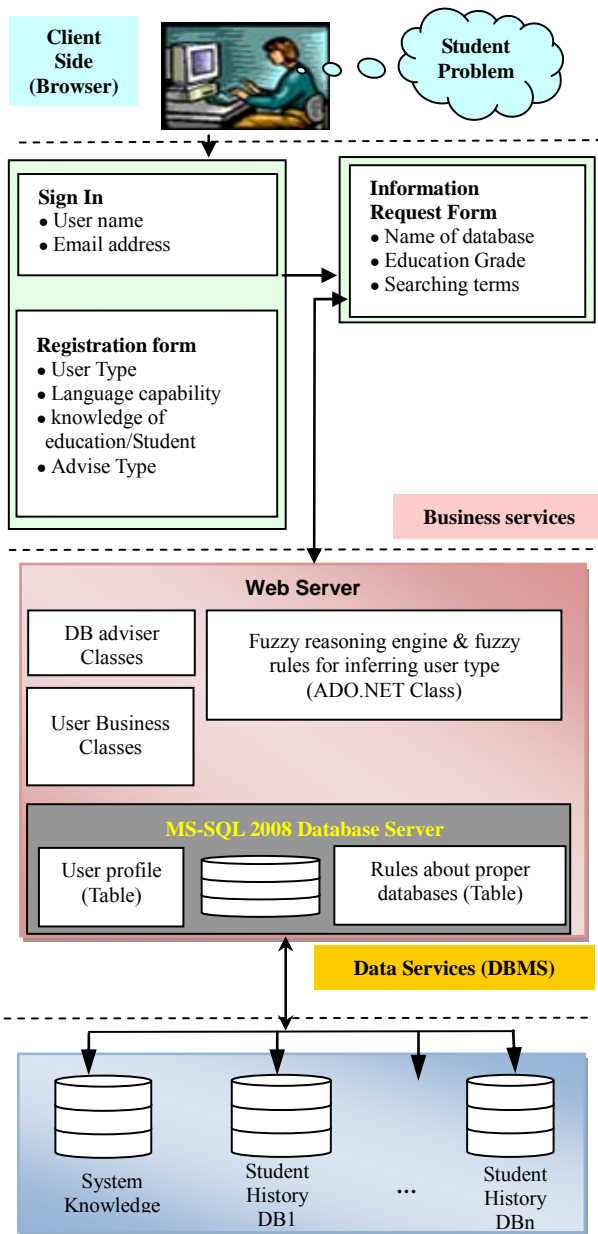 Client
Side
(Browser)
Student
Problem
Sign In
● User name
● Email address
Information
Request Form
● Name of database
● Education Grade
● Searching terms
Registration form
● User Type
● Language capability
● knowledge of
education/Student
● Advise Type
Business services
Web Server
DB adviser
Classes
Fuzzy reasoning engine & fuzzy
rules for inferring user type
(ADO.NET Class)
User Business
Classes
MS-SQL 2008 Database Server
User profile
(Table)
Rules about proper
databases (Table)
Data Services (DBMS)
System
Knowledge
Student
History
DB1
...
Student
History
DBn